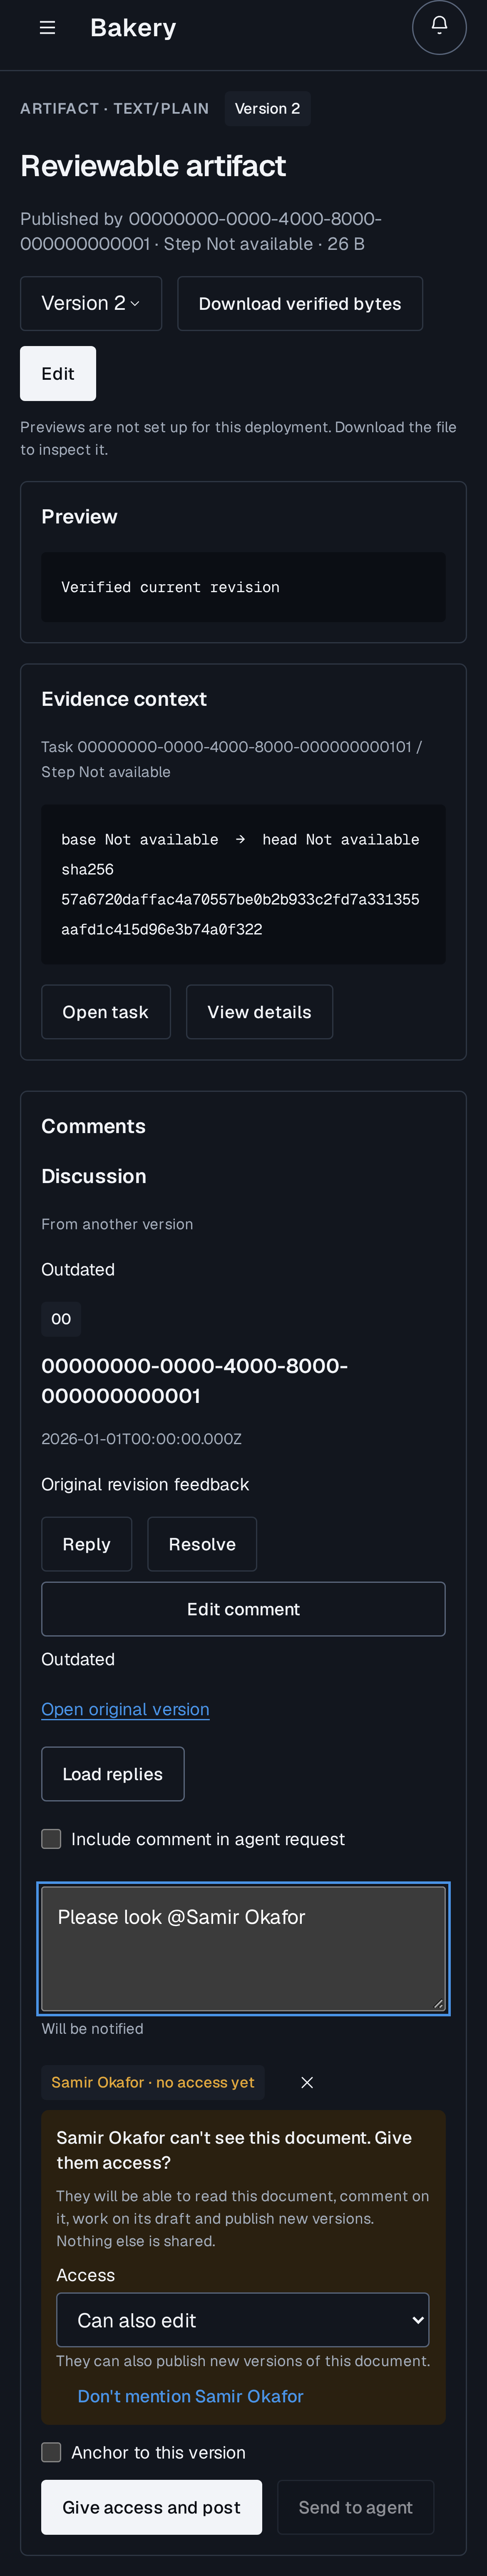 Bakery
ARTIFACT · TEXT/PLAIN
Version 2
Reviewable artifact
Published by 00000000-0000-4000-8000-
000000000001 · Step Not available · 26 B
Version 2
Download verified bytes
Edit
Previews are not set up for this deployment. Download the file
to inspect it.
Preview
Verified current revision
Evidence context
Task 00000000-0000-4000-8000-000000000101 /
Step Not available
base Not available → head Not available
sha256
57a6720daffac4a70557be0b2b933c2fd7a331355
aafd1c415d96e3b74a0f322
Open task
View details
Comments
Discussion
From another version
Outdated
00
00000000-0000-4000-8000-
000000000001
2026-01-01T00:00:00.000Z
Original revision feedback
Reply
Resolve
Edit comment
Outdated
Open original version
Load replies
Include comment in agent request
Please look @Samir Okafor
Will be notified
Samir Okafor · no access yet
Samir Okafor can't see this document. Give
them access?
They will be able to read this document, comment on
it, work on its draft and publish new versions.
Nothing else is shared.
Access
Can also edit
They can also publish new versions of this document.
Don't mention Samir Okafor
Anchor to this version
Give access and post
Send to agent